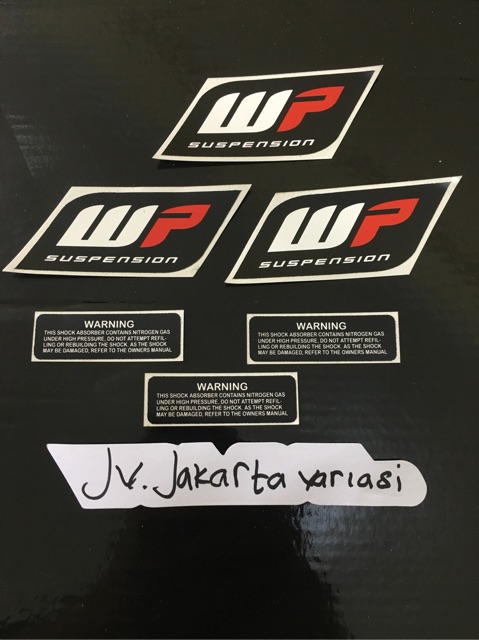 WP
SUSPENSION
WP
SUSPENSION
WP
SUSPENSION
WARNING
THIS SHOCK ABSORBER CONTAINS NITROGEN GAS
UNDER HIGH PRESSURE, DO NOT ATTEMPT REFIL-
LING OR REBUILDING THE SHOCK. AS THE SHOCK
MAY BE DAMAGED, REFER TO THE OWNERS MANUAL
WARNING
THIS SHOCK ABSORBER CONTAINS NITROGEN GAS
UNDER HIGH PRESSURE, DO NOT ATTEMPT REFIL-
LING OR REBUILDING THE SHOCK. AS THE SHOCK
MAY BE DAMAGED, REFER TO THE OWNERS MANUAL
WARNING
THIS SHOCK ABSORBER CONTAINS NITROGEN GAS
UNDER HIGH PRESSURE, DO NOT ATTEMPT REFIL-
LING OR REBUILDING THE SHOCK. AS THE SHOCK
MAY BE DAMAGED, REFER TO THE OWNERS MANUAL
JV. Jakarta variasi